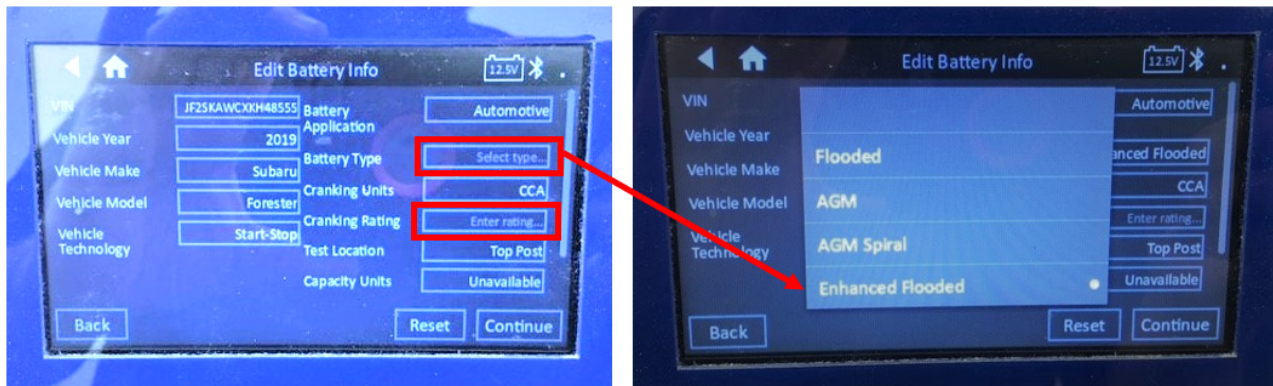 Edit Battery Info
12.5V
VIN
JF2SKAWCXKH48555
Vehicle Year
2019
Vehicle Make
Subaru
Vehicle Model
Forester
Vehicle
Technology
Start-Stop
Battery
Application
Automotive
Battery Type
Select type...
Cranking Units
CCA
Cranking Rating
Enter rating...
Test Location
Top Post
Capacity Units
Unavailable
Back
Reset
Continue
Edit Battery Info
12.5V
VIN
Vehicle Year
Vehicle Make
Vehicle Model
Vehicle
Technology
Flooded
AGM
AGM Spiral
Enhanced Flooded
Automotive
anced Flooded
CCA
Enter rating...
Top Post
Unavailable
Back
Reset
Continue